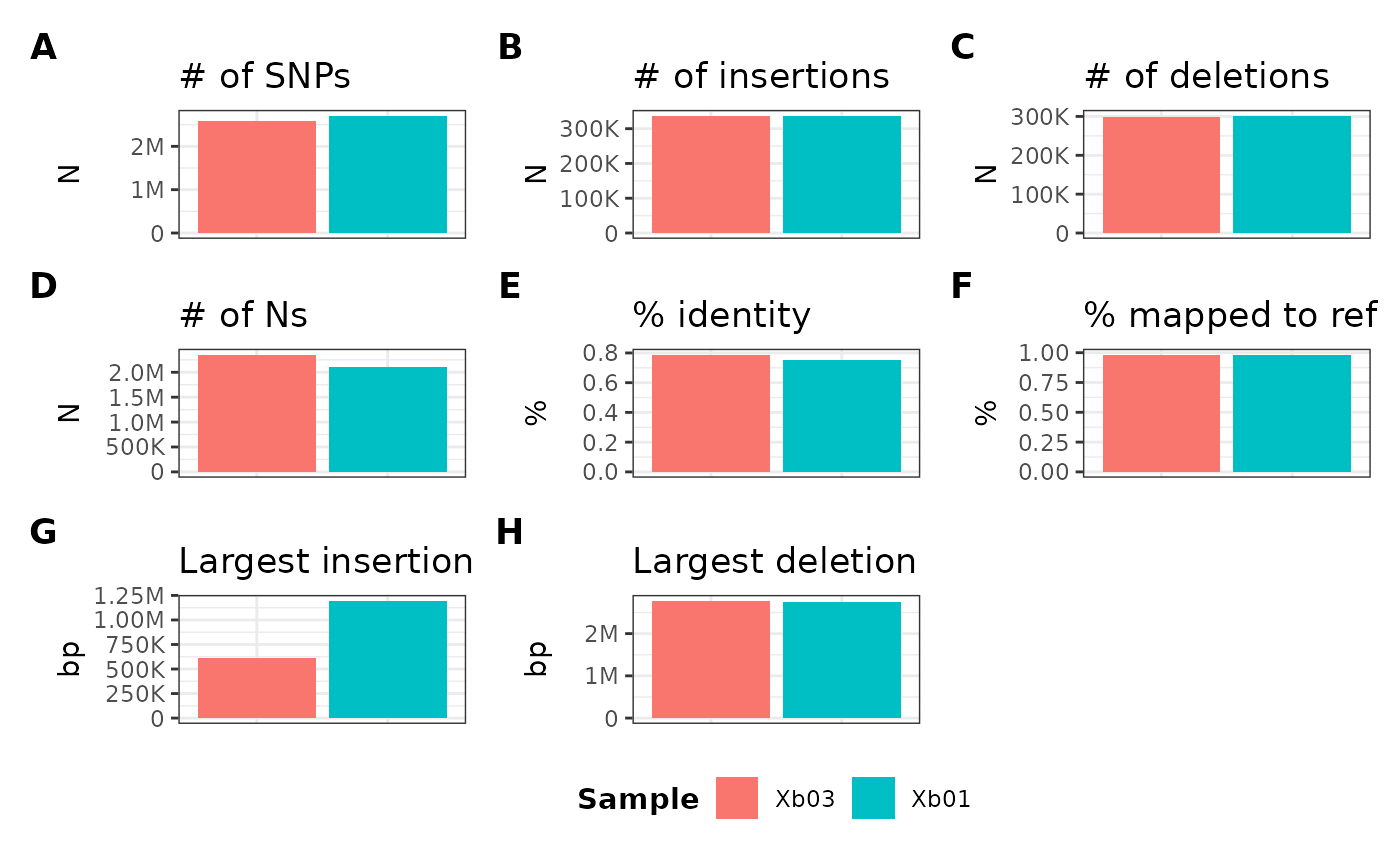 A
# of SNPs
N
2M
1M
0
B
# of insertions
N
300K
200K
100K
0
C
# of deletions
N
300K
200K
100K
0
D
# of Ns
N
2.0M
1.5M
1.0M
500K
0
E
% identity
%
0.8
0.6
0.4
0.2
0.0
F
% mapped to ref
%
1.00
0.75
0.50
0.25
0.00
G
Largest insertion
bp
1.25M
1.00M
750K
500K
250K
0
H
Largest deletion
bp
2M
1M
0
Sample Xb03 Xb01